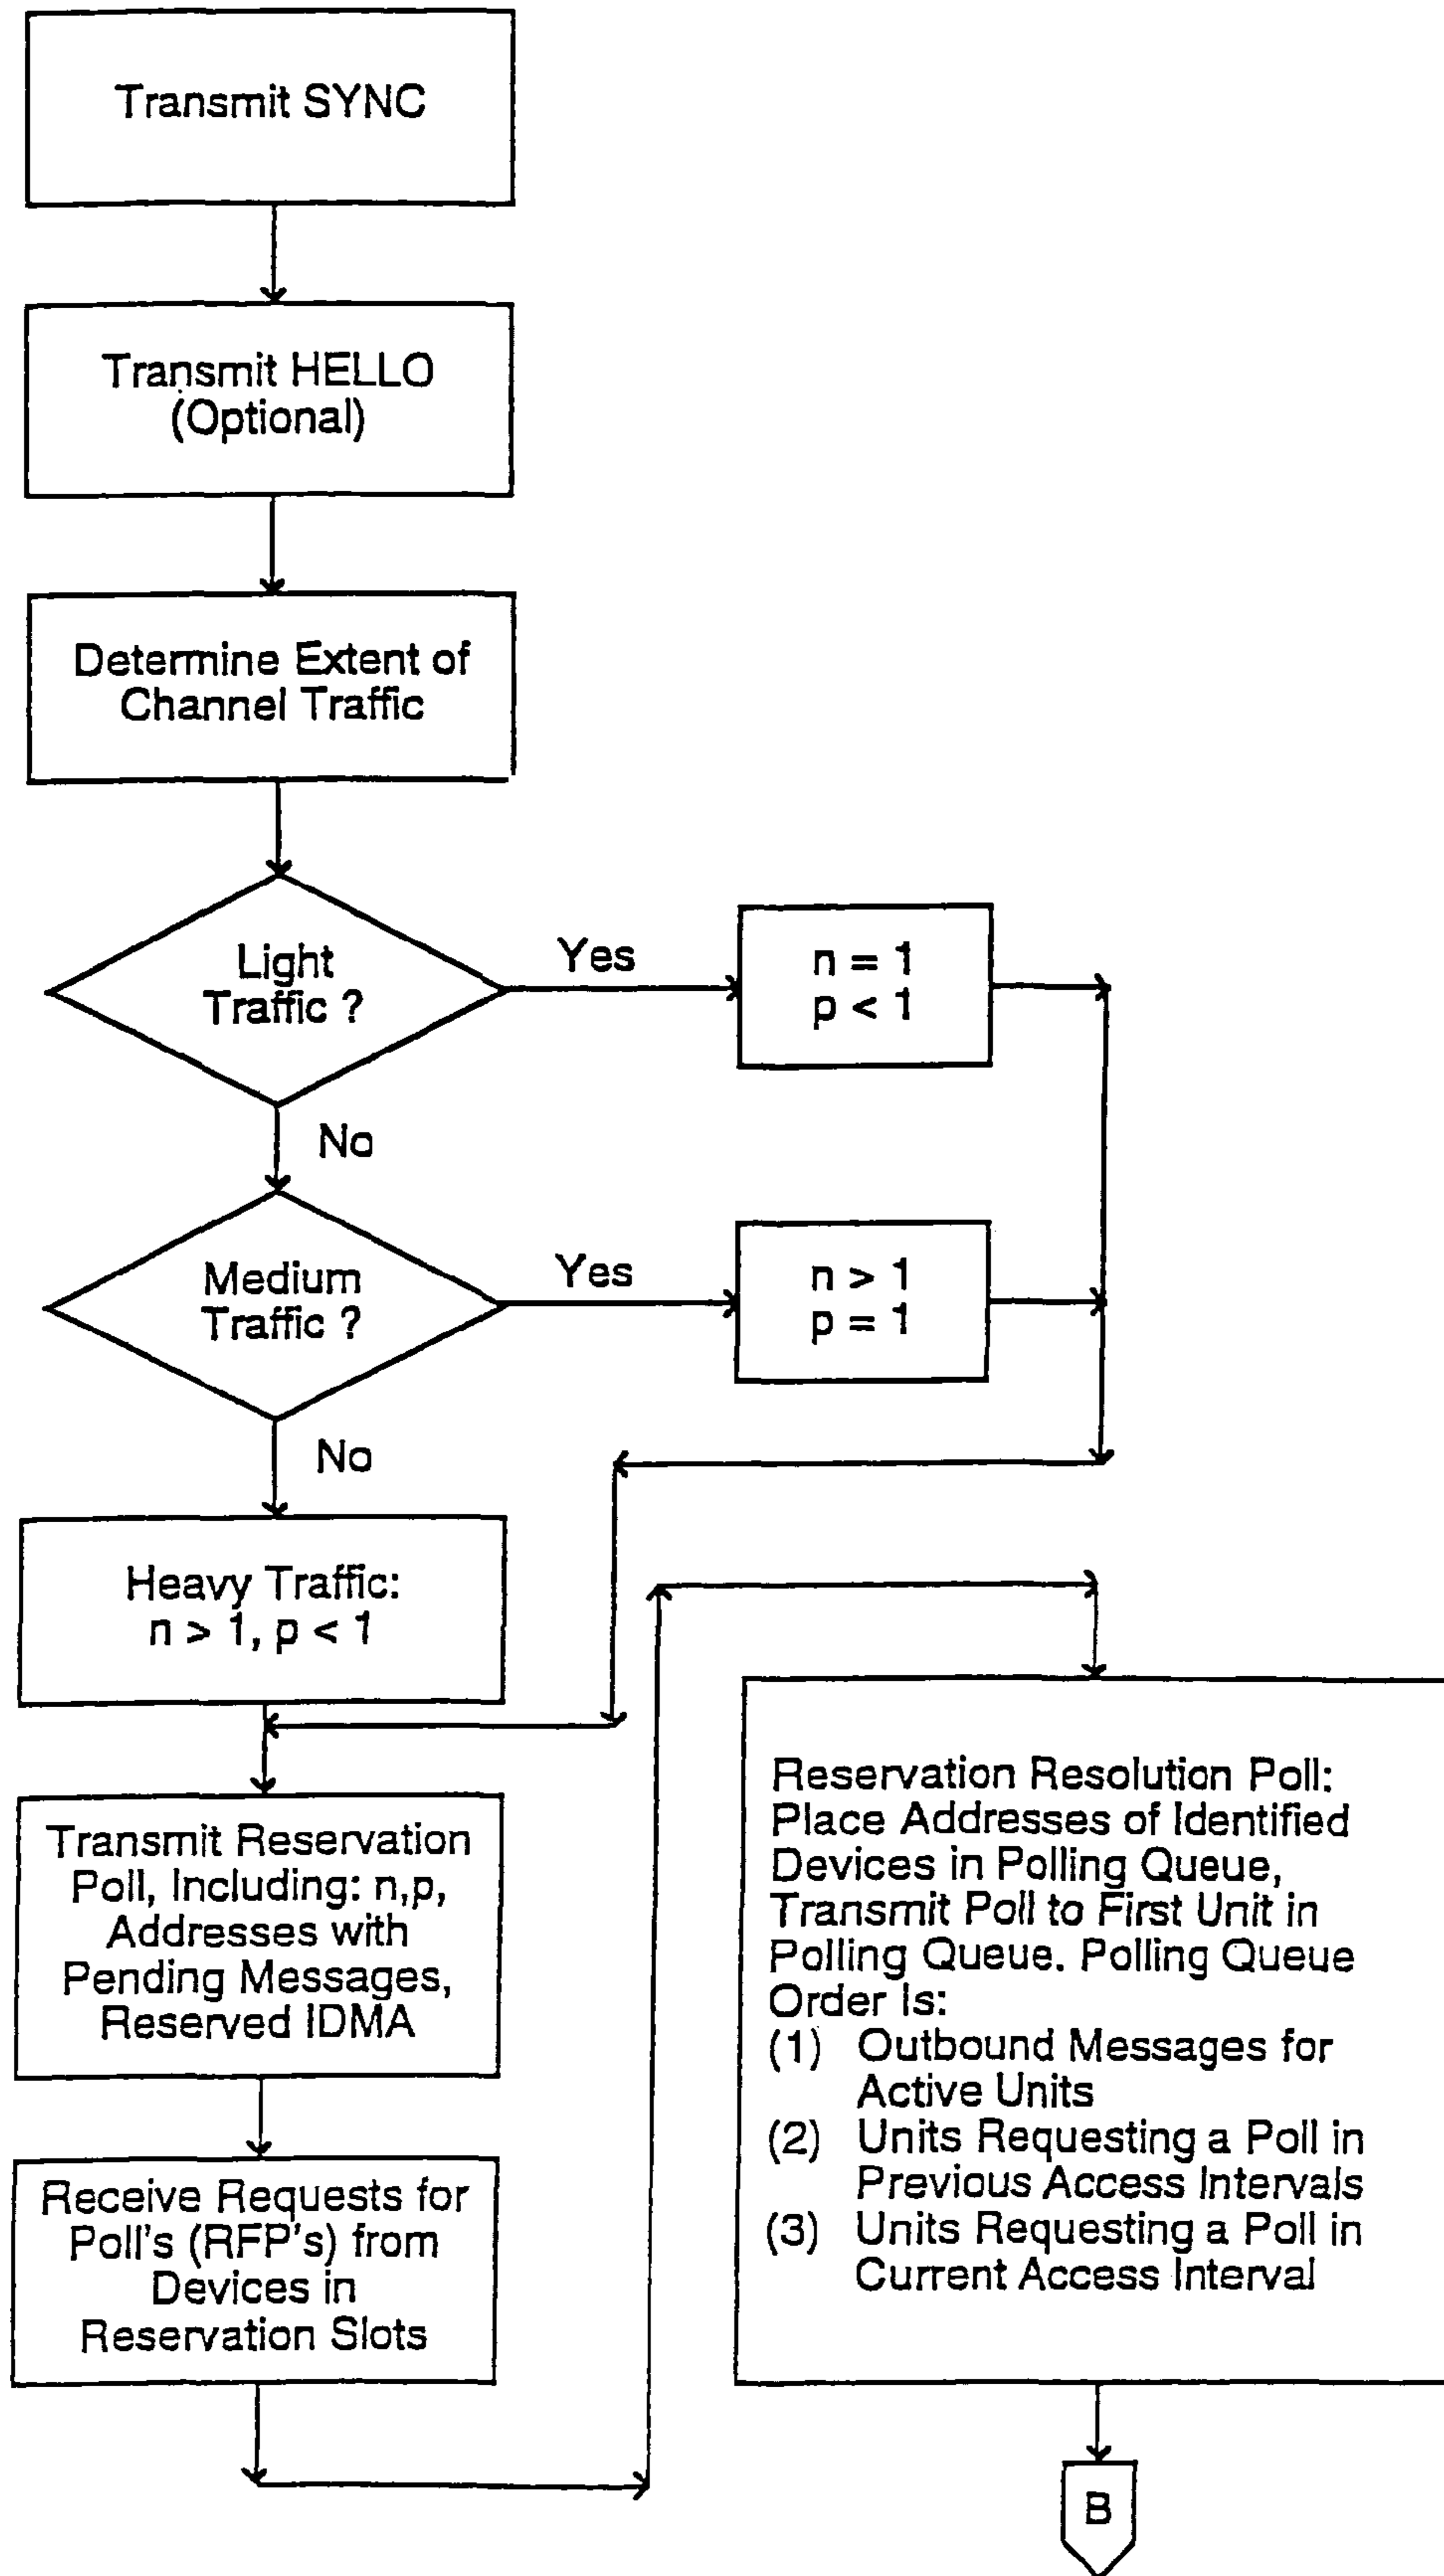 Transmit SYNC
Transmit HELLO
(Optional)
Determine Extent of
Channel Traffic
Light
Traffic ?
Yes
n = 1
p < 1
No
Medium
Traffic ?
Yes
n > 1
p = 1
No
Heavy Traffic:
n > 1, p < 1
Transmit Reservation
Poll, Including: n,p,
Addresses with
Pending Messages,
Reserved IDMA
Receive Requests for
Poll's (RFP's) from
Devices in
Reservation Slots
Reservation Resolution Poll:
Place Addresses of Identified
Devices in Polling Queue,
Transmit Poll to First Unit in
Polling Queue. Polling Queue
Order Is:
(1) Outbound Messages for
Active Units
(2) Units Requesting a Poll in
Previous Access Intervals
(3) Units Requesting a Poll in
Current Access Interval
B